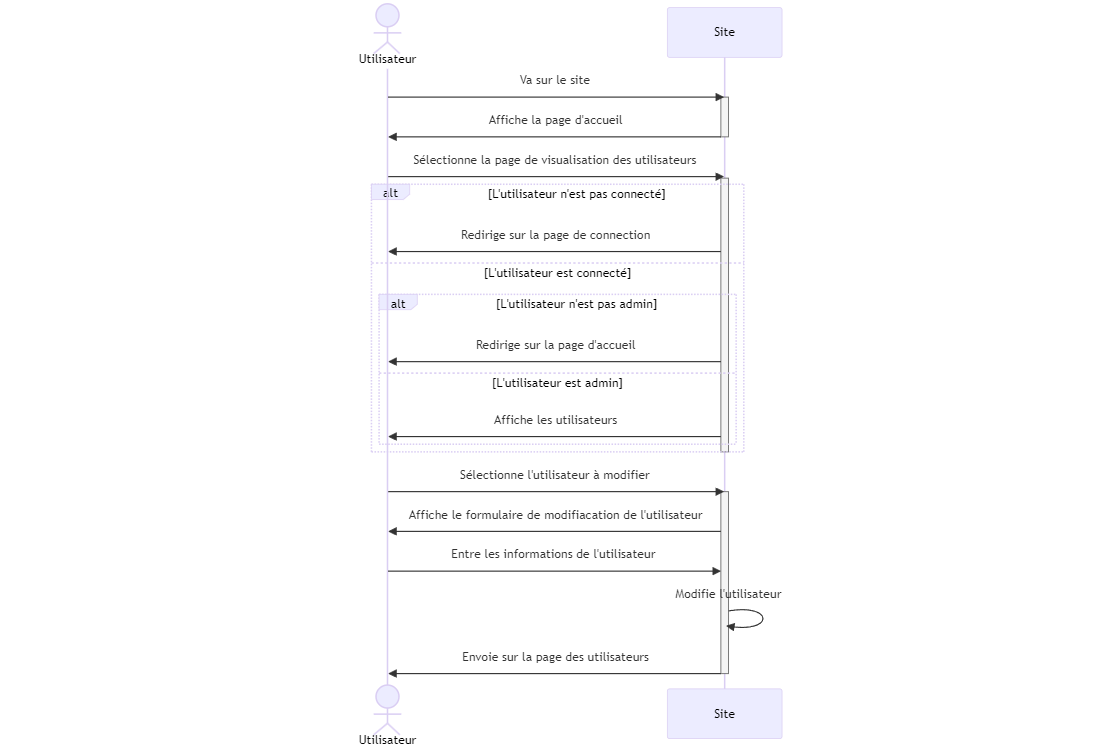 Utilisateur
Site
Va sur le site
Affiche la page d'accueil
Sélectionne la page de visualisation des utilisateurs
alt
[L'utilisateur n'est pas connecté]
Redirige sur la page de connection
[L'utilisateur est connecté]
alt
[L'utilisateur n'est pas admin]
Redirige sur la page d'accueil
[L'utilisateur est admin]
Affiche les utilisateurs
Sélectionne l'utilisateur à modifier
Affiche le formulaire de modifiacation de l'utilisateur
Entre les informations de l'utilisateur
Modifie l'utilisateur
Envoie sur la page des utilisateurs
Utilisateur
Site